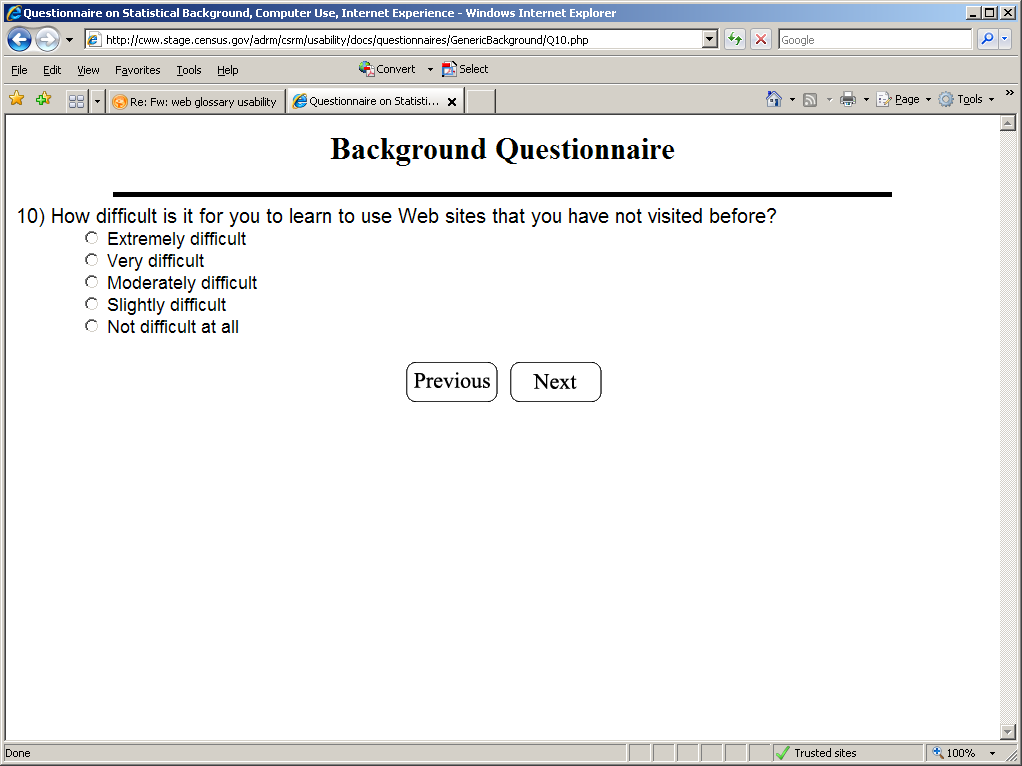 Questionnaire on Statistical Background, Computer Use, Internet Experience - Windows Internet Explorer
http://cww.stage.census.gov/adrm/csrm/usability/docs/questionnaires/GenericBackground/Q10.php
Google
File Edit View Favorites Tools Help Convert Select
Re: Fw: web glossary usability Questionnaire on Statisti... Page Tools »
Background Questionnaire
10) How difficult is it for you to learn to use Web sites that you have not visited before?
Extremely difficult
Very difficult
Moderately difficult
Slightly difficult
Not difficult at all
Previous Next
Done Trusted sites 100%